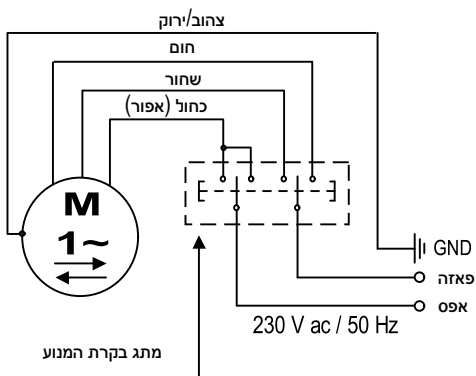 צהוב/ירוק
חום
שחור
כחול (אפור)
M
1~
GND
פאזה
אפס
230 V ac / 50 Hz
מתג בקרת המנוע